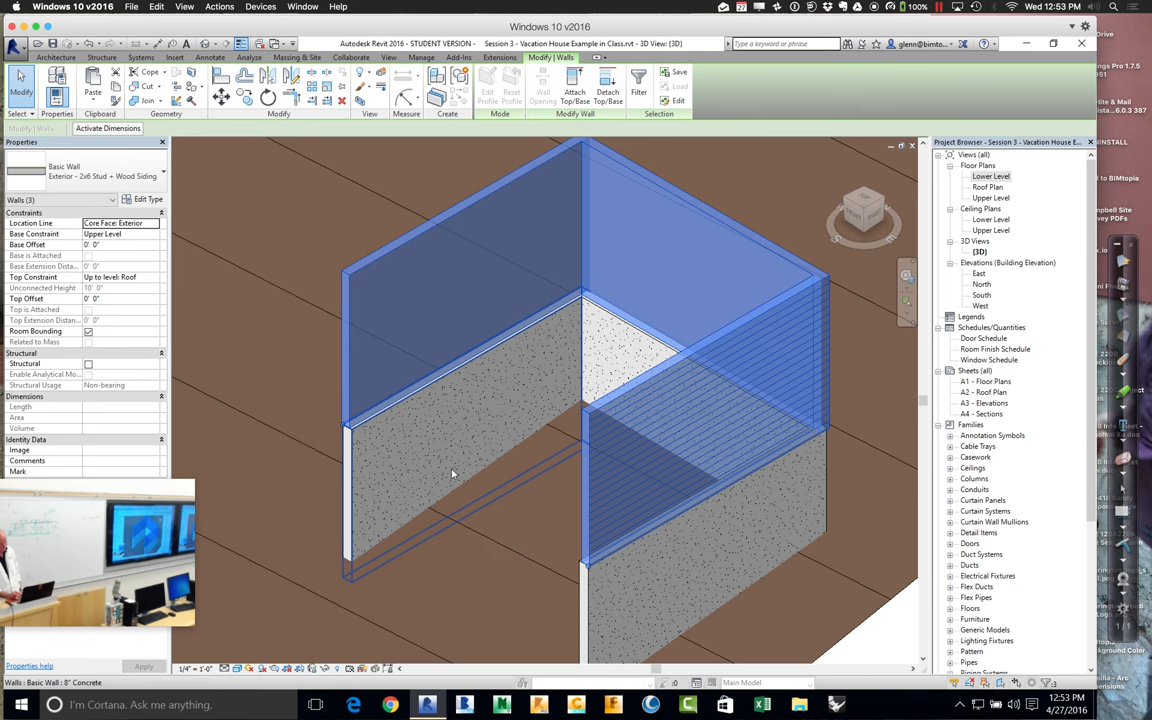 Windows 10 v2016 File Edit View Actions Devices Window Help
100% Wed 12:53 PM
Windows 10 v2016
Autodesk Revit 2016 - STUDENT VERSION - Session 3 - Vacation House Example in Class.rvt - 3D View: {3D}
Type a keyword or phrase
glenn@bimto...
Architecture Structure Systems Insert Annotate Analyze Massing & Site Collaborate View Manage Add-Ins Extensions Modify | Walls
Modify
Properties
Paste
Cope
Cut
Join
Edit Profile
Reset Profile
Wall Opening
Attach Top/Base
Detach Top/Base
Filter
Save
Load
Edit
Select
Properties
Clipboard
Geometry
Modify
View
Measure
Create
Mode
Modify Wall
Selection
Modify | Walls
Activate Dimensions
Properties
Basic Wall
Exterior - 2x6 Stud + Wood Siding
Walls (3)
Edit Type
Constraints
Location Line Core Face: Exterior
Base Constraint Upper Level
Base Offset 0' 0"
Base is Attached
Base Extension Dista...
Top Constraint Up to level: Roof
Unconnected Height 10' 0"
Top Offset 0' 0"
Top is Attached
Top Extension Distan...
Room Bounding
Related to Mass
Structural
Structural
Enable Analytical Mo...
Structural Usage Non-bearing
Dimensions
Length
Area
Volume
Identity Data
Image
Comments
Mark
Properties help
Apply
Project Browser - Session 3 - Vacation House E...
Views (all)
Floor Plans
Lower Level
Roof Plan
Upper Level
Ceiling Plans
Lower Level
Upper Level
3D Views
{3D}
Elevations (Building Elevation)
East
North
South
West
Legends
Schedules/Quantities
Door Schedule
Room Finish Schedule
Window Schedule
Sheets (all)
A1 - Floor Plans
A2 - Roof Plan
A3 - Elevations
A4 - Sections
Families
Annotation Symbols
Cable Trays
Casework
Ceilings
Columns
Conduits
Curtain Panels
Curtain Systems
Curtain Wall Mullions
Detail Items
Doors
Duct Systems
Ducts
Electrical Fixtures
Flex Ducts
Flex Pipes
Floors
Furniture
Generic Models
Lighting Fixtures
Pattern
Pipes
1/4" = 1'-0"
Walls : Basic Wall : 8" Concrete
:0
Main Model
:3
I'm Cortana. Ask me anything.
12:53 PM
4/27/2016